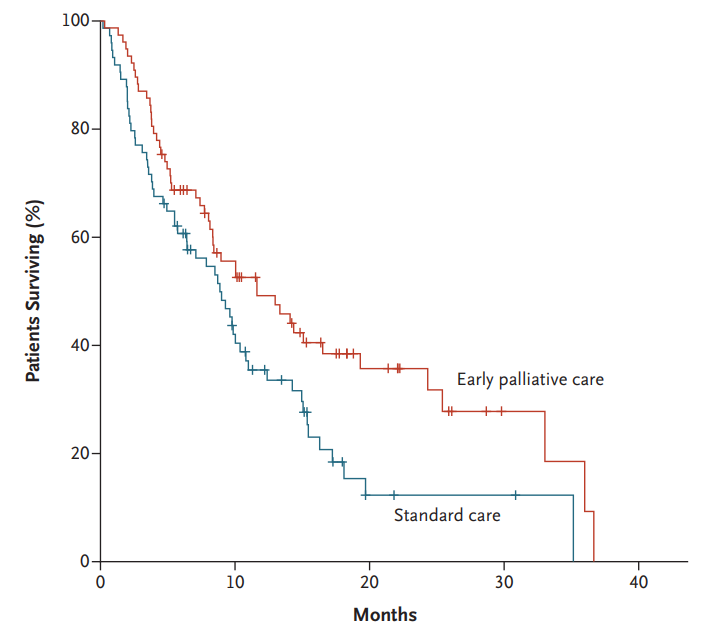 100
80
60
40
20
0
Patients Surviving (%)
Early palliative care
Standard care
0 10 20 30 40
Months